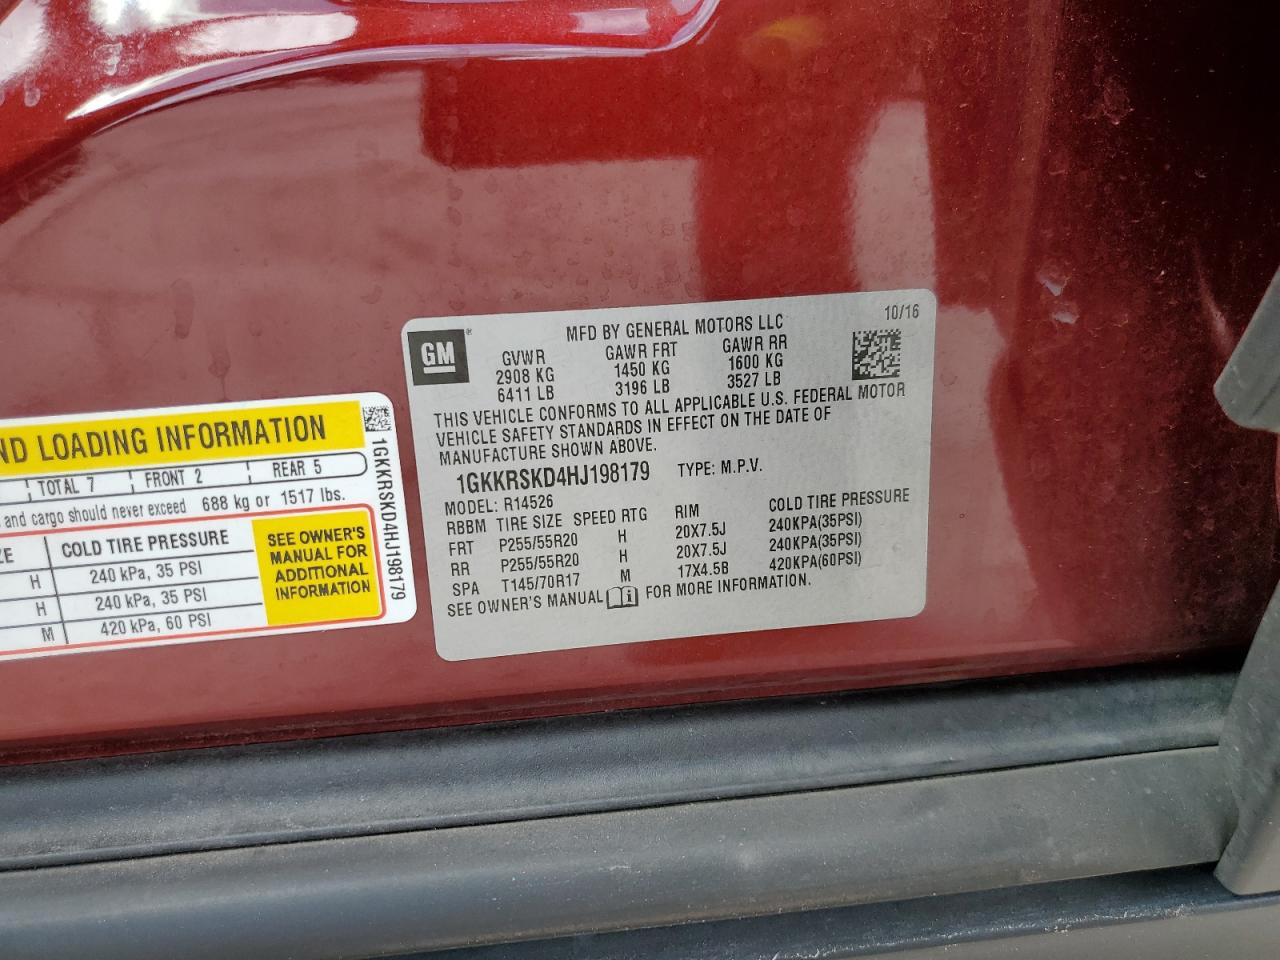 ND LOADING INFORMATION
TOTAL 7 FRONT 2 REAR 5
and cargo should never exceed 688 kg or 1517 lbs.
ZE COLD TIRE PRESSURE
H 240 kPa, 35 PSI
H 240 kPa, 35 PSI
M 420 kPa, 60 PSI
SEE OWNER'S
MANUAL FOR
ADDITIONAL
INFORMATION
1GKKRSKD4HJ198179
GM®
MFD BY GENERAL MOTORS LLC 10/16
GVWR GAWR FRT GAWR RR
2908 KG 1450 KG 1600 KG
6411 LB 3196 LB 3527 LB
THIS VEHICLE CONFORMS TO ALL APPLICABLE U.S. FEDERAL MOTOR
VEHICLE SAFETY STANDARDS IN EFFECT ON THE DATE OF
MANUFACTURE SHOWN ABOVE.
1GKKRSKD4HJ198179 TYPE: M.P.V.
MODEL: R14526
RBBM TIRE SIZE SPEED RTG RIM COLD TIRE PRESSURE
FRT P255/55R20 H 20X7.5J 240KPA(35PSI)
RR P255/55R20 H 20X7.5J 240KPA(35PSI)
SPA T145/70R17 M 17X4.5B 420KPA(60PSI)
SEE OWNER'S MANUAL i FOR MORE INFORMATION.